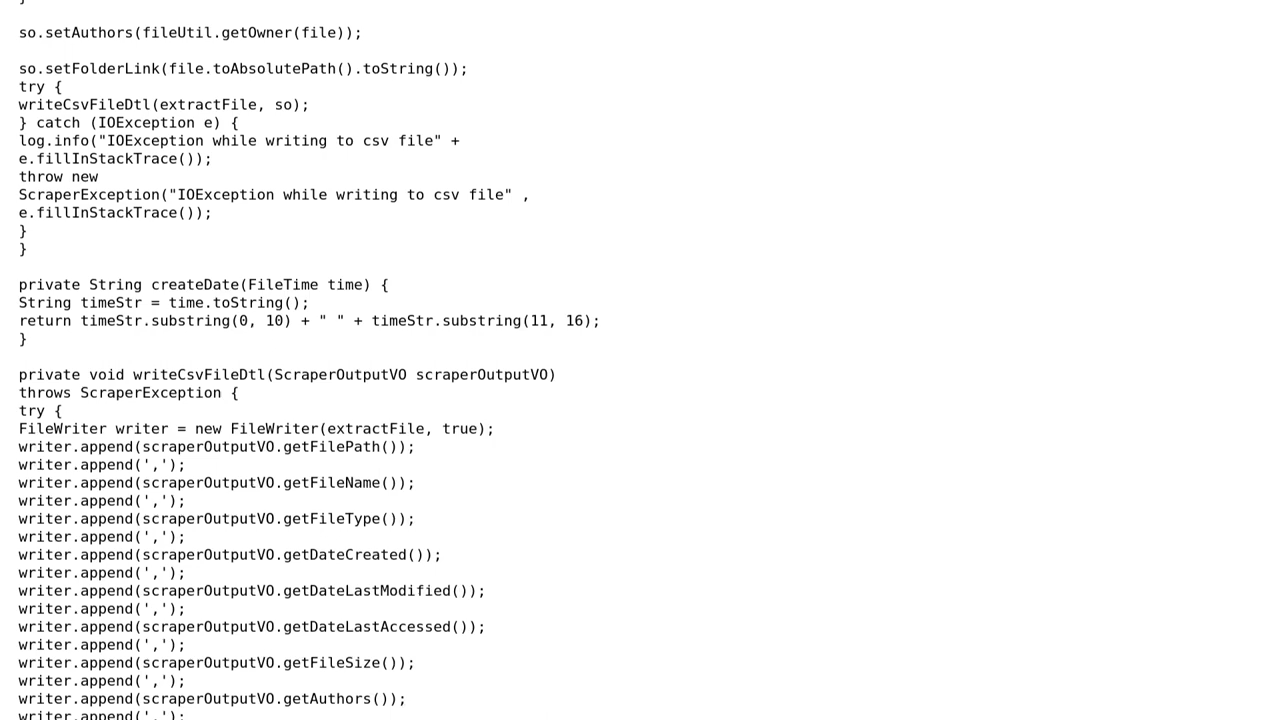 }
so.setAuthors(fileUtil.getOwner(file));
so.setFolderLink(file.toAbsolutePath().toString());
try {
writeCsvFileDtl(extractFile, so);
} catch (IOException e) {
log.info("IOException while writing to csv file" +
e.fillInStackTrace());
throw new
ScraperException("IOException while writing to csv file" ,
e.fillInStackTrace());
}
}
private String createDate(FileTime time) {
String timeStr = time.toString();
return timeStr.substring(0, 10) + " " + timeStr.substring(11, 16);
}
private void writeCsvFileDtl(ScraperOutputVO scraperOutputVO)
throws ScraperException {
try {
FileWriter writer = new FileWriter(extractFile, true);
writer.append(scraperOutputVO.getFilePath());
writer.append(',');
writer.append(scraperOutputVO.getFileName());
writer.append(',');
writer.append(scraperOutputVO.getFileType());
writer.append(',');
writer.append(scraperOutputVO.getDateCreated());
writer.append(',');
writer.append(scraperOutputVO.getDateLastModified());
writer.append(',');
writer.append(scraperOutputVO.getDateLastAccessed());
writer.append(',');
writer.append(scraperOutputVO.getFileSize());
writer.append(',');
writer.append(scraperOutputVO.getAuthors());
writer.append(',');